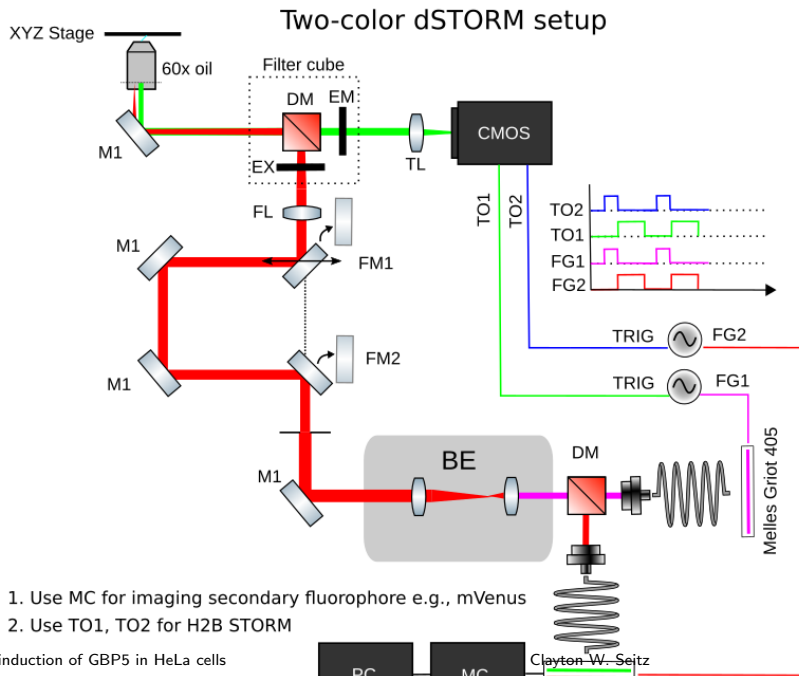 Two-color dSTORM setup
XYZ Stage
60x oil
Filter cube
DM
EM
M1
EX
TL
CMOS
FL
TO1
TO2
TO2
TO1
FG1
FG2
M1
FM1
M1
FM2
TRIG
FG2
TRIG
FG1
M1
BE
DM
Melles Griot 405
1. Use MC for imaging secondary fluorophore e.g., mVenus
2. Use TO1, TO2 for H2B STORM
induction of GBP5 in HeLa cells
Clayton W. Seitz
PC
MC